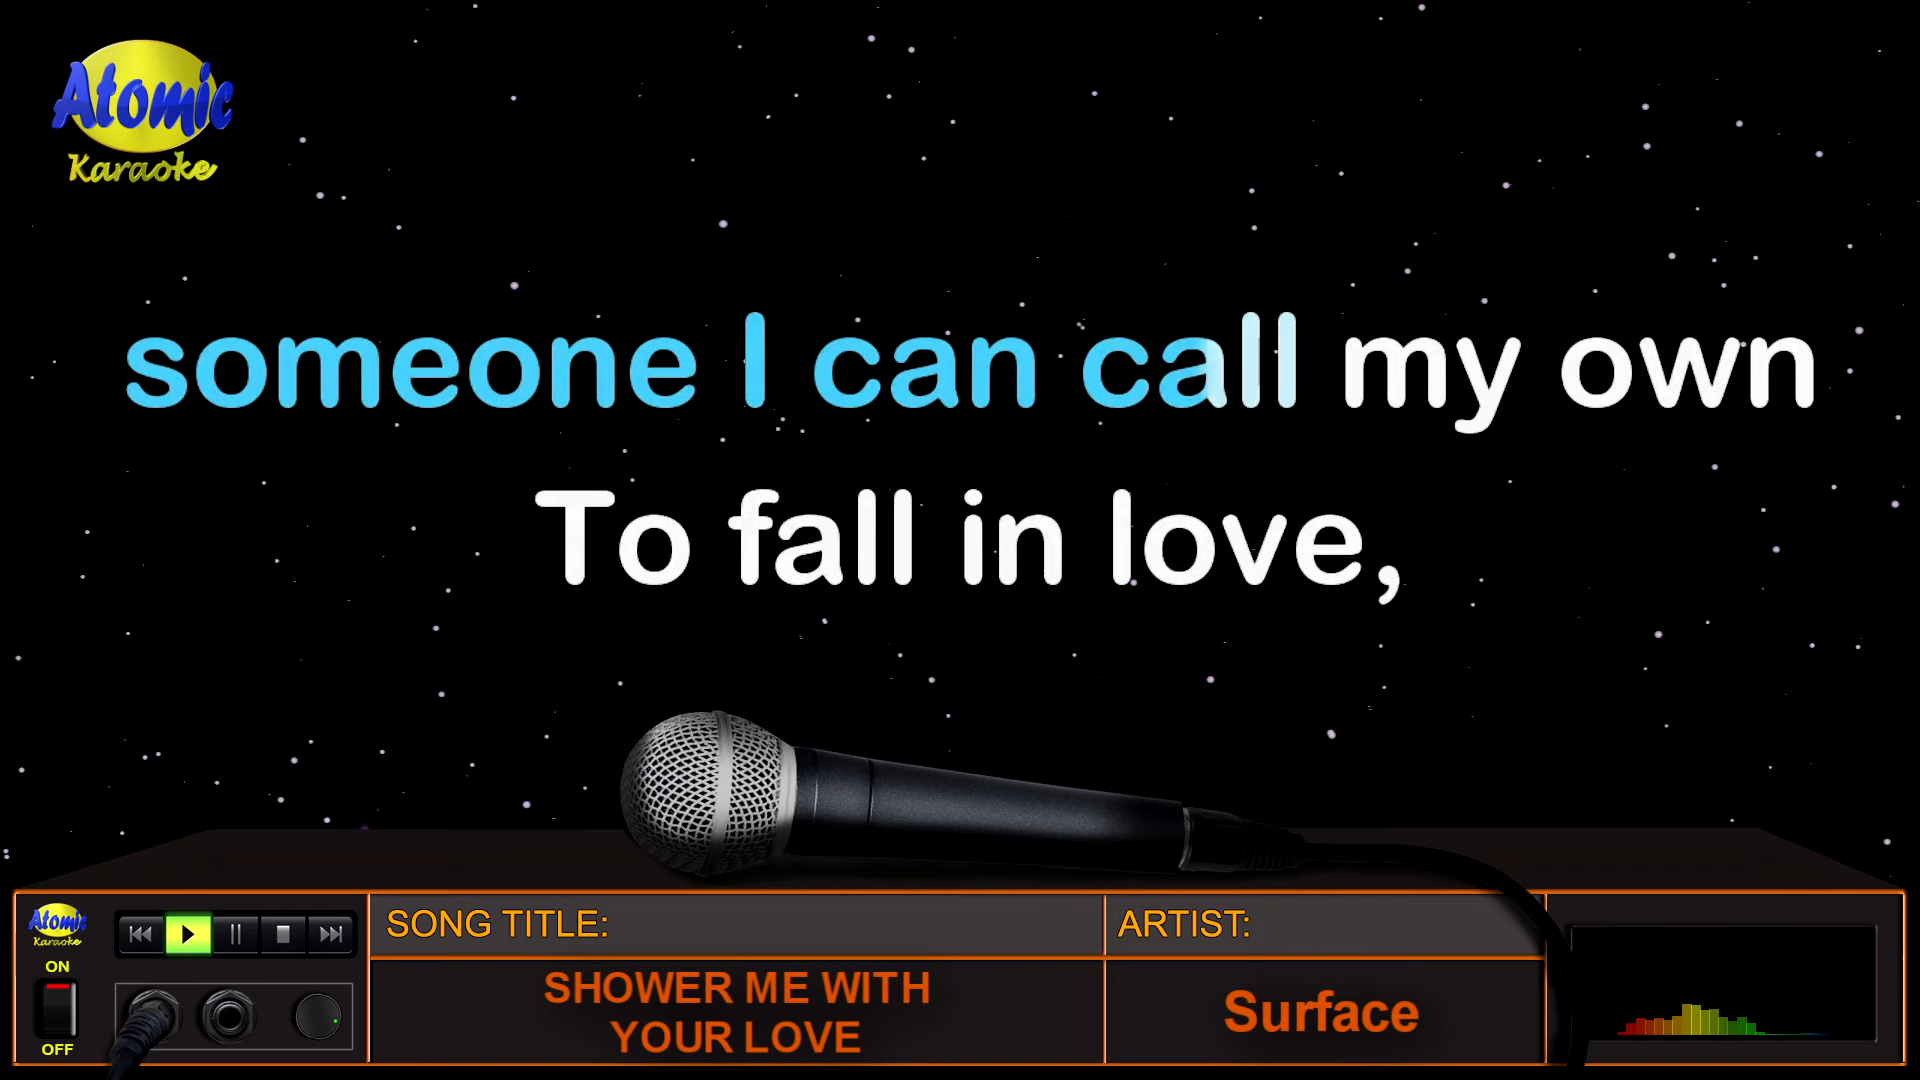 Atomic
Karaoke
someone I can call my own
To fall in love,
Atomic
Karaoke
ON
OFF
SONG TITLE:
SHOWER ME WITH
YOUR LOVE
ARTIST:
Surface